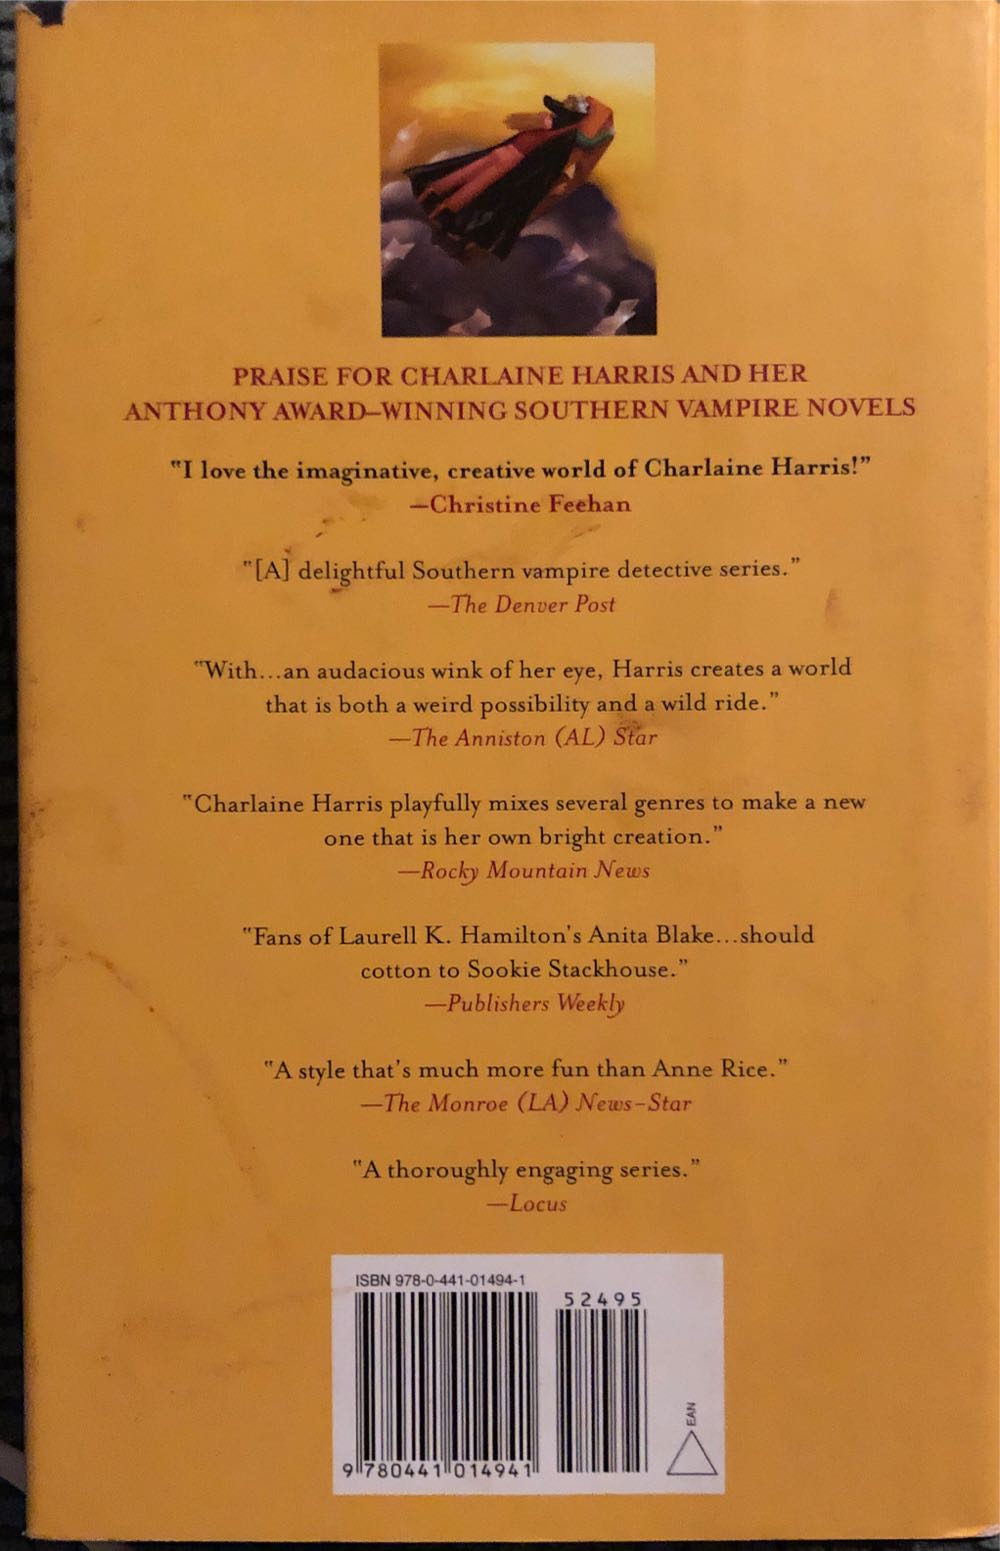 PRAISE FOR CHARLAINE HARRIS AND HER
ANTHONY AWARD–WINNING SOUTHERN VAMPIRE NOVELS
"I love the imaginative, creative world of Charlaine Harris!”
—Christine Feehan
"[A] delightful Southern vampire detective series.”
—The Denver Post
"With...an audacious wink of her eye, Harris creates a world
that is both a weird possibility and a wild ride.”
—The Anniston (AL) Star
"Charlaine Harris playfully mixes several genres to make a new
one that is her own bright creation.”
—Rocky Mountain News
"Fans of Laurell K. Hamilton's Anita Blake...should
cotton to Sookie Stackhouse.”
—Publishers Weekly
"A style that's much more fun than Anne Rice.”
—The Monroe (LA) News-Star
"A thoroughly engaging series.”
—Locus
ISBN 978-0-441-01494-1
52495
EAN
9 780441 014941